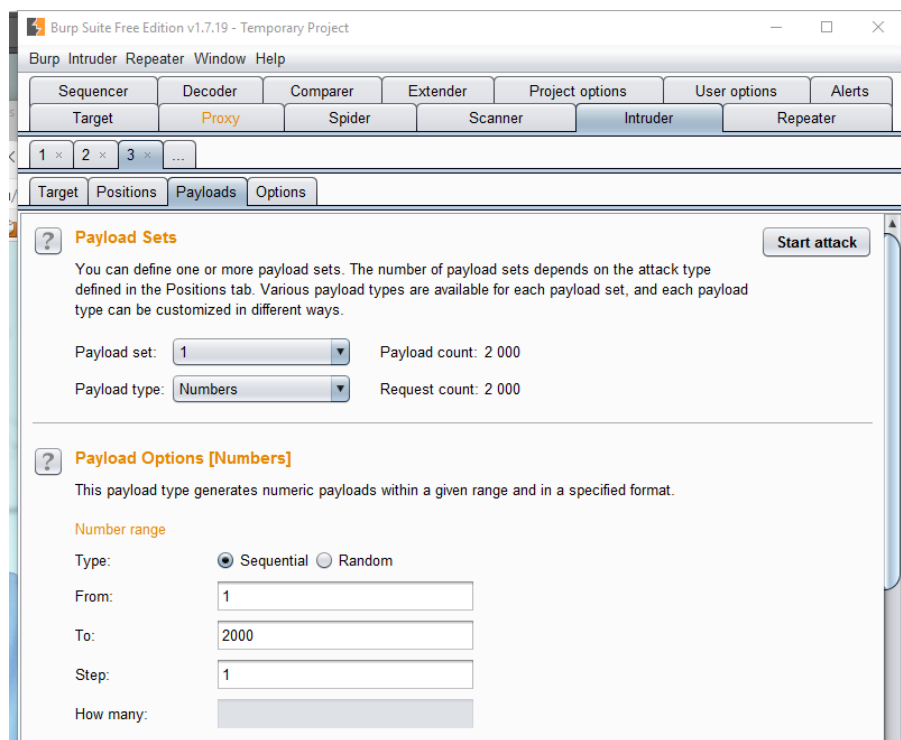 Burp Suite Free Edition v1.7.19 - Temporary Project
Burp Intruder Repeater Window Help
Sequencer Decoder Comparer Extender Project options User options Alerts
Target Proxy Spider Scanner Intruder Repeater
1 × 2 × 3 × ...
Target Positions Payloads Options
? Payload Sets Start attack
You can define one or more payload sets. The number of payload sets depends on the attack type
defined in the Positions tab. Various payload types are available for each payload set, and each payload
type can be customized in different ways.
Payload set: 1 Payload count: 2 000
Payload type: Numbers Request count: 2 000
? Payload Options [Numbers]
This payload type generates numeric payloads within a given range and in a specified format.
Number range
Type: Sequential Random
From: 1
To: 2000
Step: 1
How many: